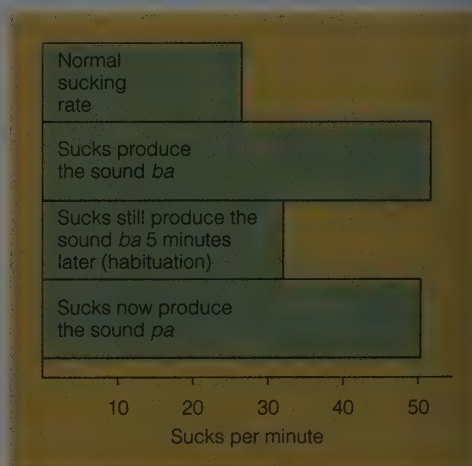 Normal
sucking
rate
Sucks produce
the sound ba
Sucks still produce the
sound ba 5 minutes
later (habituation)
Sucks now produce
the sound pa
10 20 30 40 50
Sucks per minute